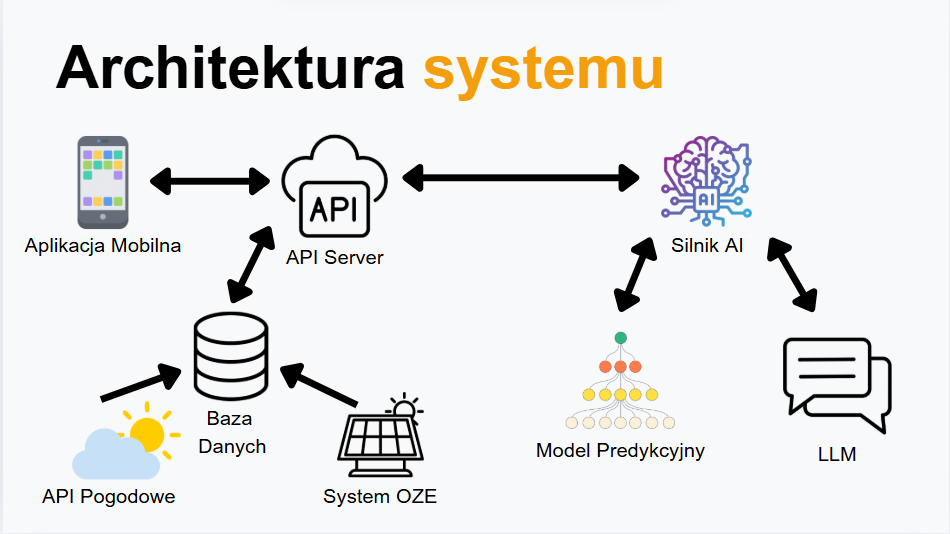 Architektura systemu
API
AI
Aplikacja Mobilna
API Server
Silnik AI
Baza
Danych
Model Predykcyjny
LLM
API Pogodowe
System OZE